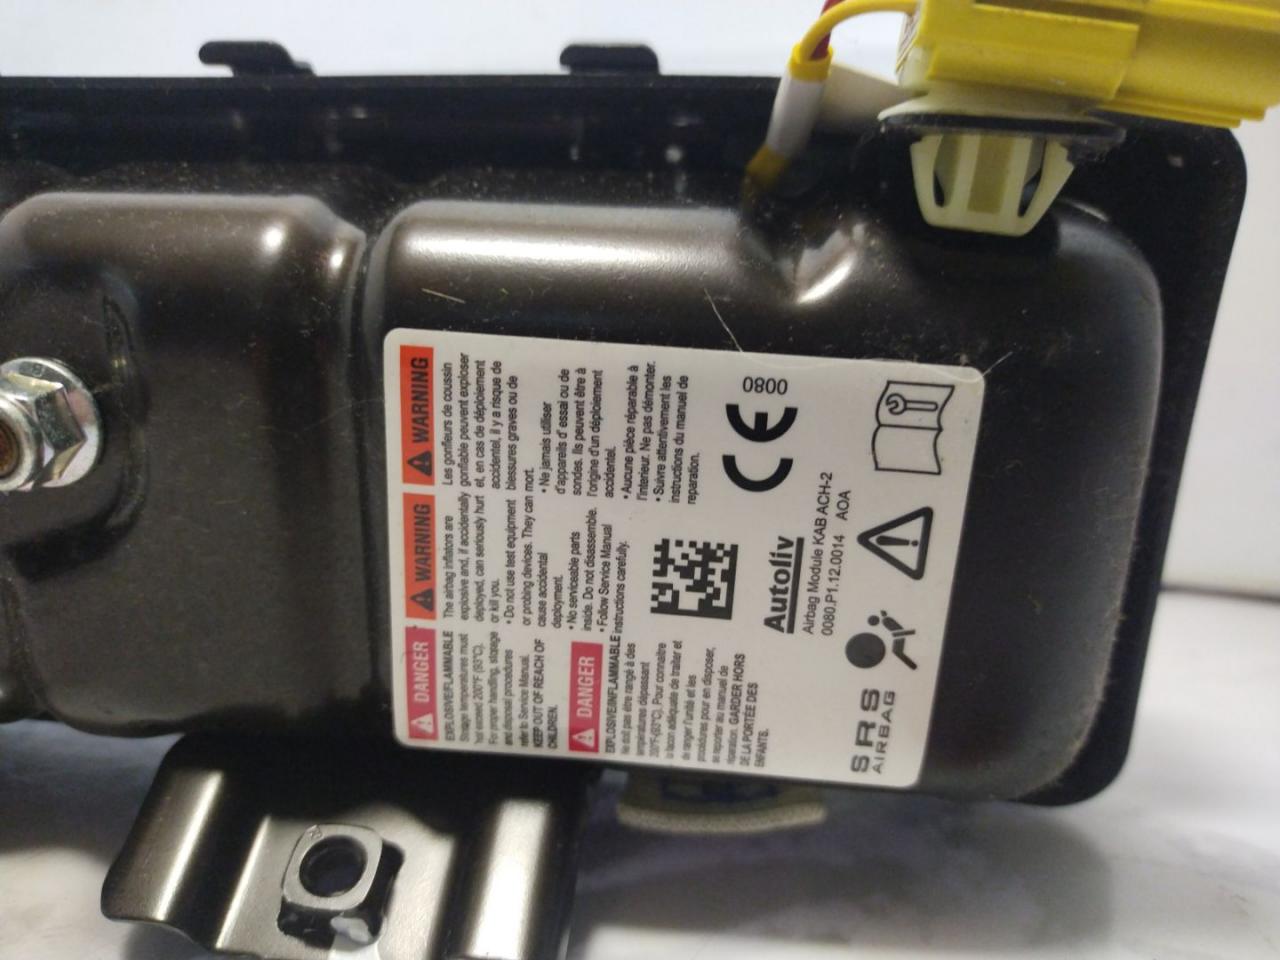 DANGER
EXPLOSIVE/FLAMMABLE
Storage temperatures must
not exceed 200°F (93°C).
For proper handling, storage
and disposal procedures
refer to Service Manual.
KEEP OUT OF REACH OF
CHILDREN.
WARNING
The airbag inflators are
explosive and, if accidentally
deployed, can seriously hurt
or kill you.
• Do not use test equipment
or probing devices. They can
cause accidental
deployment.
• No serviceable parts
inside. Do not disassemble.
• Follow Service Manual
instructions carefully.
WARNING
Les gonfleurs de coussin
gonflable peuvent exploser
et, en cas de déploiement
accidentel, il y a risque de
blessures graves ou de
mort.
• Ne jamais utiliser
d'appareils d'essai ou de
sondes. Ils peuvent être à
l'origine d'un déploiement
accidentel.
• Aucune pièce réparable à
l'interieur. Ne pas démonter.
• Suivre attentivement les
instructions du manuel de
reparation.
DANGER
EXPLOSIVE/INFLAMMABLE
Ne doit pas être rangé à des
températures dépassant
200°F (93°C). Pour connaître
la facon adéquate de traiter et
de ranger l'unité et les
procédures pour en disposer,
se reporter au manuel de
réparation. GARDER HORS
DE LA PORTÉE DES
ENFANTS.
Autoliv
Airbag Module KAB ACH-2
0080.P1.12.0014 AOA
CE
0800
SRS
AIRBAG